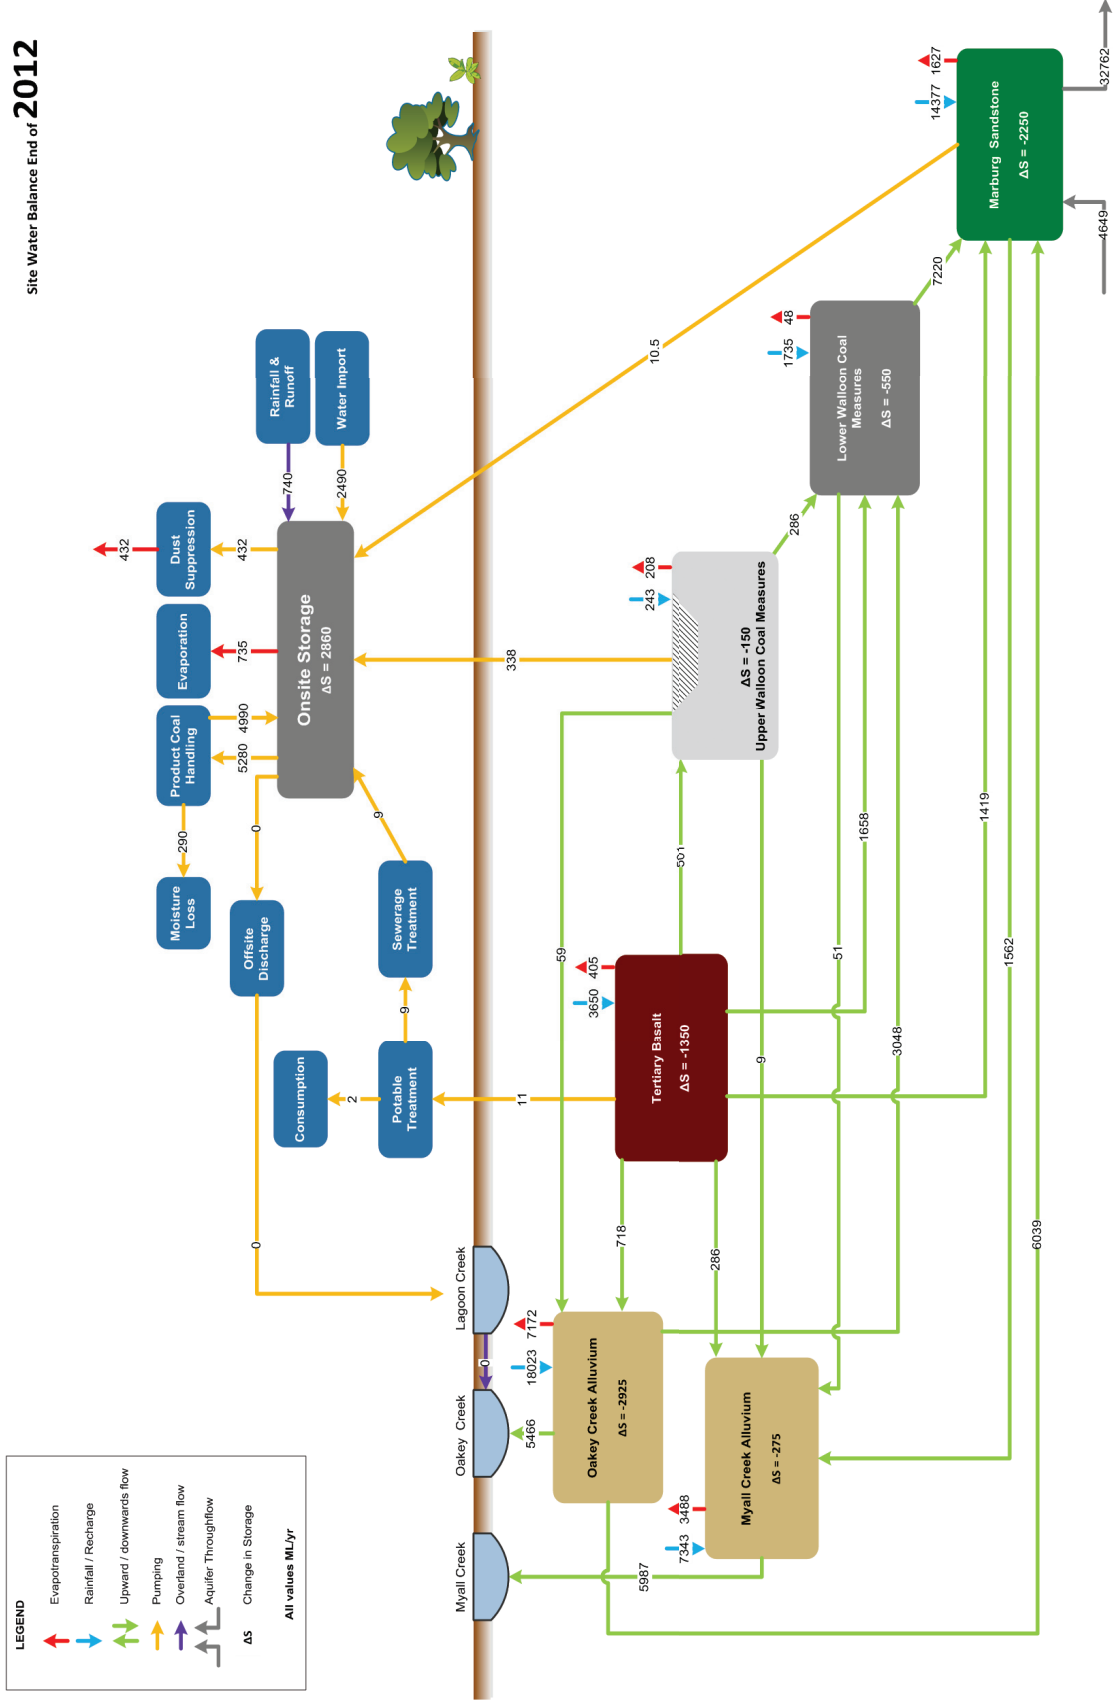 Site Water Balance End of 2012
Dust
Suppression
Evaporation
Product Coal
Handling
Moisture
Loss
432
432
735
4990
5280
290
Rainfall &
Runoff
Water Import
740
2490
Onsite Storage
ΔS = 2860
0
Offsite
Discharge
9
Sewerage
Treatment
9
Potable
Treatment
2
Consumption
0
11
338
10.5
Lagoon Creek
0
Oakey Creek
Myall Creek
5466
5987
18023
7172
Oakey Creek Alluvium
ΔS = -2925
7343
3488
Myall Creek Alluvium
ΔS = -275
718
286
59
3650
405
Tertiary Basalt
ΔS = -1350
501
9
243
208
ΔS = -150
Upper Walloon Coal Measures
286
1735
48
Lower Walloon Coal
Measures
ΔS = -550
51
1658
3048
7220
14377
1627
Marburg Sandstone
ΔS = -2250
1419
1562
6039
4649
32762
LEGEND
Evapotranspiration
Rainfall / Recharge
Upward / downwards flow
Pumping
Overland / stream flow
Aquifer Throughflow
ΔS Change in Storage
All values ML/yr